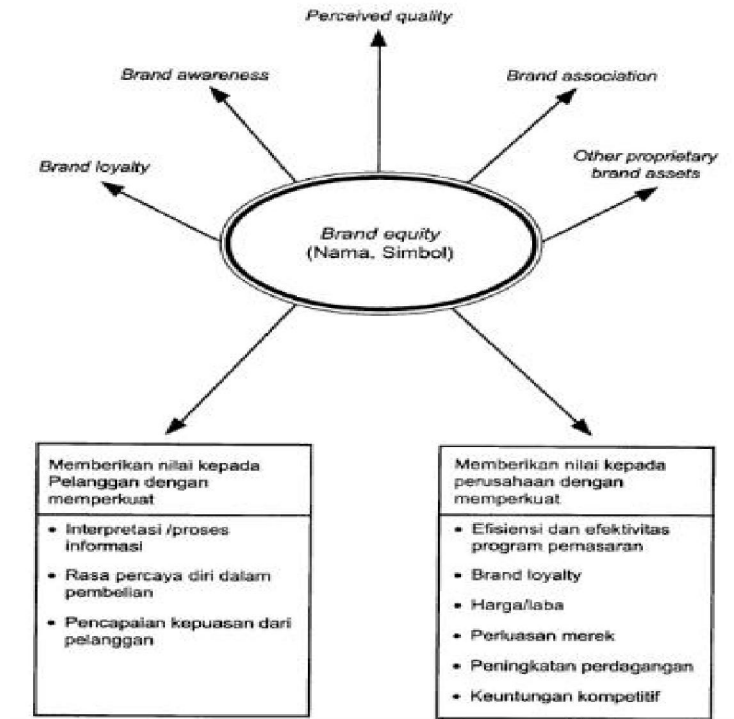 Perceived quality
Brand awareness
Brand association
Brand loyalty
Other proprietary
brand assets
Brand equity
(Nama, Simbol)
Memberikan nilai kepada
Pelanggan dengan
memperkuat
• Interpretasi /proses
informasi
• Rasa percaya diri dalam
pembelian
• Pencapaian kepuasan dari
pelanggan
Memberikan nilai kepada
perusahaan dengan
memperkuat
• Efisiensi dan efektivitas
program pemasaran
• Brand loyalty
• Harga/laba
• Perluasan merek
• Peningkatan perdagangan
• Keuntungan kompetitif